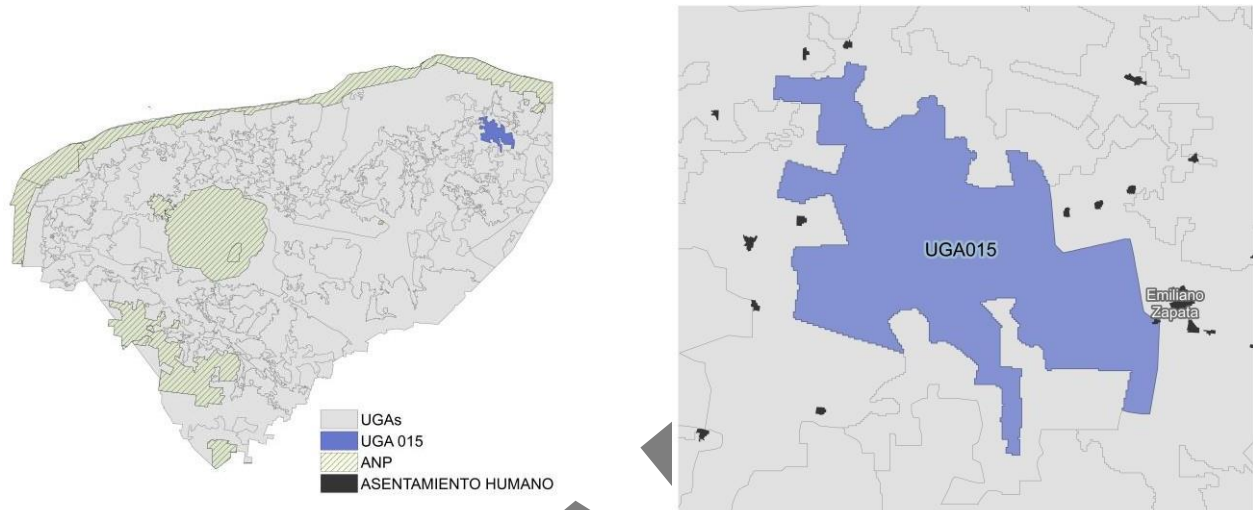 UGAs
UGA 015
ANP
ASENTAMIENTO HUMANO
UGA015
Emiliano
Zapata